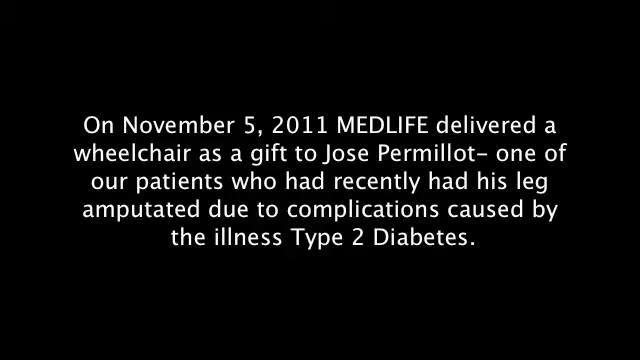 On November 5, 2011 MEDLIFE delivered a
wheelchair as a gift to Jose Permillot- one of
our patients who had recently had his leg
amputated due to complications caused by
the illness Type 2 Diabetes.